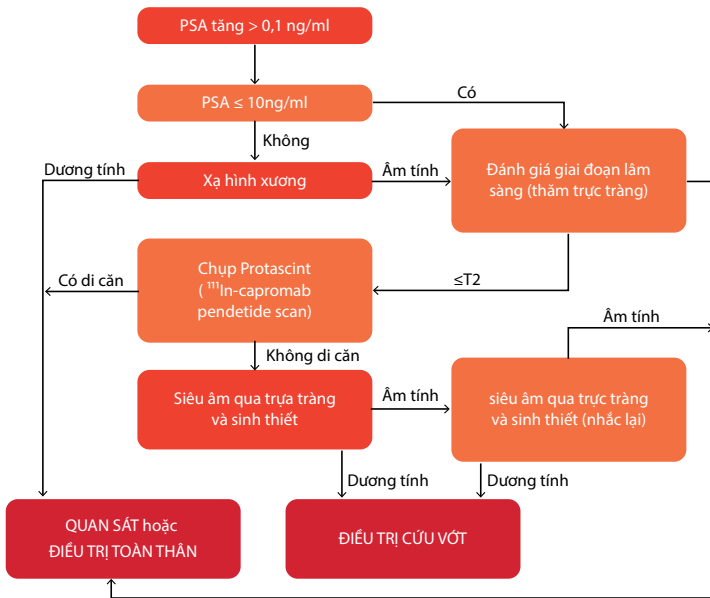 PSA tăng > 0,1 ng/ml
PSA ≤ 10ng/ml
Có
Không
Dương tính
Xạ hình xương
Âm tính
Đánh giá giai đoạn lâm
sàng (thăm trực tràng)
Có di căn
Chụp Protascint
( ¹¹¹In-capromab
pendetide scan)
≤T2
Âm tính
Không di căn
Siêu âm qua trựa tràng
và sinh thiết
Âm tính
siêu âm qua trực tràng
và sinh thiết (nhắc lại)
Dương tính
Dương tính
QUAN SÁT hoặc
ĐIỀU TRỊ TOÀN THÂN
ĐIỀU TRỊ CỨU VỚT